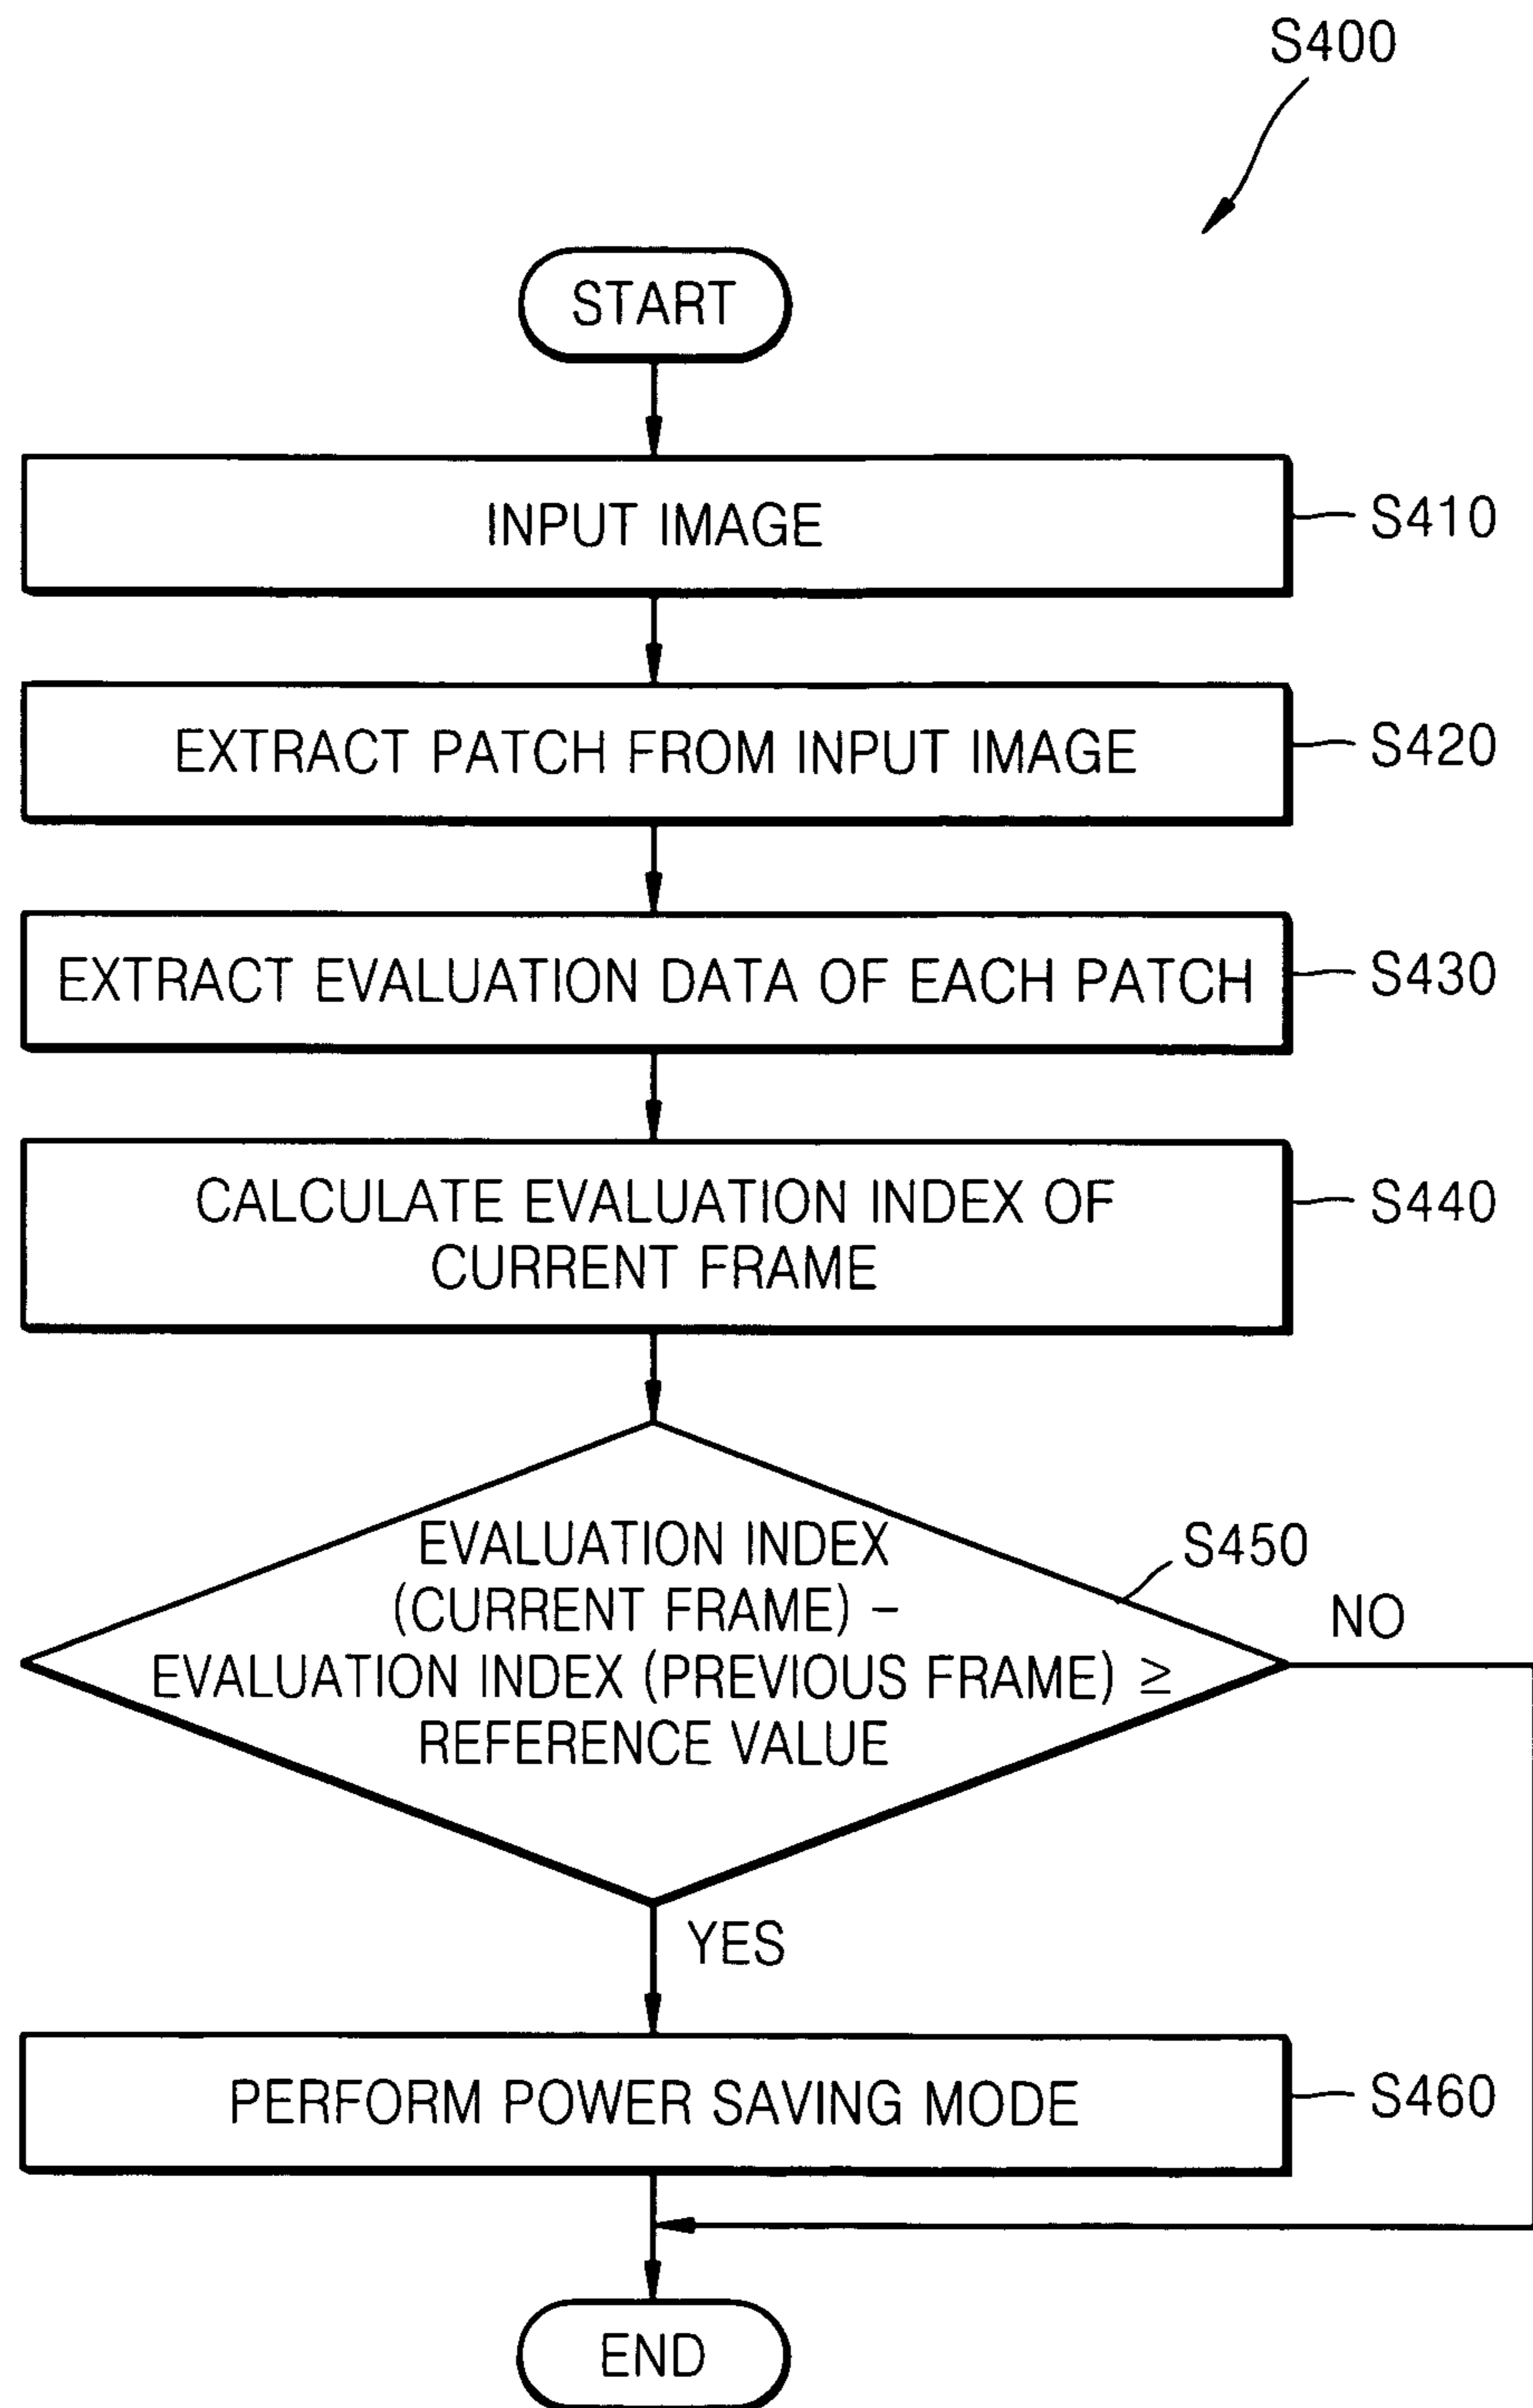 S400
START
INPUT IMAGE
S410
EXTRACT PATCH FROM INPUT IMAGE
S420
EXTRACT EVALUATION DATA OF EACH PATCH
S430
CALCULATE EVALUATION INDEX OF
CURRENT FRAME
S440
EVALUATION INDEX
(CURRENT FRAME) –
EVALUATION INDEX (PREVIOUS FRAME) ≥
REFERENCE VALUE
S450
NO
YES
PERFORM POWER SAVING MODE
S460
END